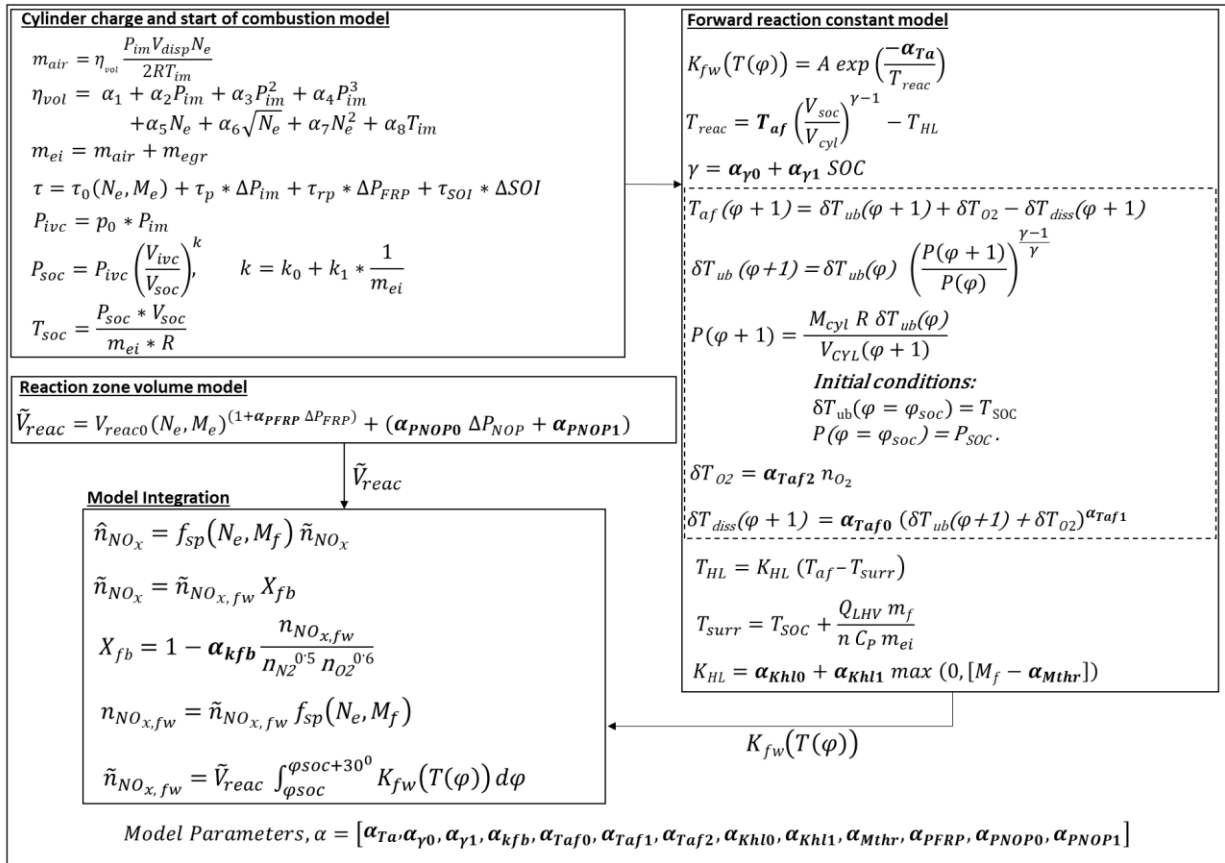 Cylinder charge and start of combustion model
m_air = η_vol (P_im V_disp N_e)/(2RT_im)
η_vol = α_1 + α_2 P_im + α_3 P_im^2 + α_4 P_im^3
+α_5 N_e + α_6 √N_e + α_7 N_e^2 + α_8 T_im
m_ei = m_air + m_egr
τ = τ_0(N_e, M_e) + τ_p * ΔP_im + τ_rp * ΔP_FRP + τ_SOI * ΔSOI
P_ivc = p_0 * P_im
P_soc = P_ivc (V_ivc/V_soc)^k, k = k_0 + k_1 * 1/m_ei
T_soc = (P_soc * V_soc)/(m_ei * R)
Reaction zone volume model
Ṽ_reac = V_reac0(N_e, M_e)^(1+α_PFRP ΔP_FRP) + (α_PNOP0 ΔP_NOP + α_PNOP1)
Ṽ_reac
Model Integration
n̂_NOx = f_sp(N_e, M_f) ñ_NOx
ñ_NOx = ñ_NOx,fw X_fb
X_fb = 1 − α_kfb n_NOx,fw/(n_N2^0·5 n_O2^0·6)
n_NOx,fw = ñ_NOx,fw f_sp(N_e, M_f)
ñ_NOx,fw = Ṽ_reac ∫_φsoc^φsoc+30^0 K_fw(T(φ)) dφ
Forward reaction constant model
K_fw(T(φ)) = A exp(−α_Ta/T_reac)
T_reac = T_af (V_soc/V_cyl)^(γ−1) − T_HL
γ = α_γ0 + α_γ1 SOC
T_af(φ + 1) = δT_ub(φ + 1) + δT_O2 − δT_diss(φ + 1)
δT_ub (φ+1) = δT_ub(φ) (P(φ + 1)/P(φ))^((γ−1)/γ)
P(φ + 1) = (M_cyl R δT_ub(φ))/(V_CYL(φ + 1))
Initial conditions:
δT_ub(φ = φ_soc) = T_SOC
P(φ = φ_soc) = P_SOC.
δT_O2 = α_Taf2 n_O2
δT_diss(φ + 1) = α_Taf0 (δT_ub(φ+1) + δT_O2)^α_Taf1
T_HL = K_HL (T_af − T_surr)
T_surr = T_SOC + (Q_LHV m_f)/(n C_P m_ei)
K_HL = α_Khl0 + α_Khl1 max (0, [M_f − α_Mthr])
K_fw(T(φ))
Model Parameters, α = [α_Ta, α_γ0, α_γ1, α_kfb, α_Taf0, α_Taf1, α_Taf2, α_Khl0, α_Khl1, α_Mthr, α_PFRP, α_PNOP0, α_PNOP1]